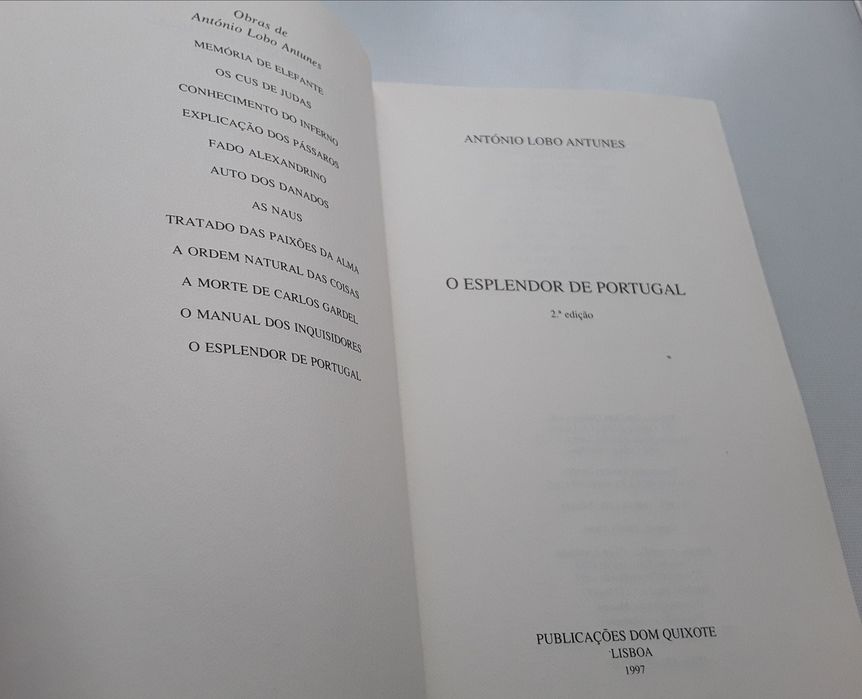 Obras de
António Lobo Antunes
MEMÓRIA DE ELEFANTE
OS CUS DE JUDAS
CONHECIMENTO DO INFERNO
EXPLICAÇÃO DOS PÁSSAROS
FADO ALEXANDRINO
AUTO DOS DANADOS
AS NAUS
TRATADO DAS PAIXÕES DA ALMA
A ORDEM NATURAL DAS COISAS
A MORTE DE CARLOS GARDEL
O MANUAL DOS INQUISIDORES
O ESPLENDOR DE PORTUGAL
ANTÓNIO LOBO ANTUNES
O ESPLENDOR DE PORTUGAL
2.ª edição
PUBLICAÇÕES DOM QUIXOTE
LISBOA
1997